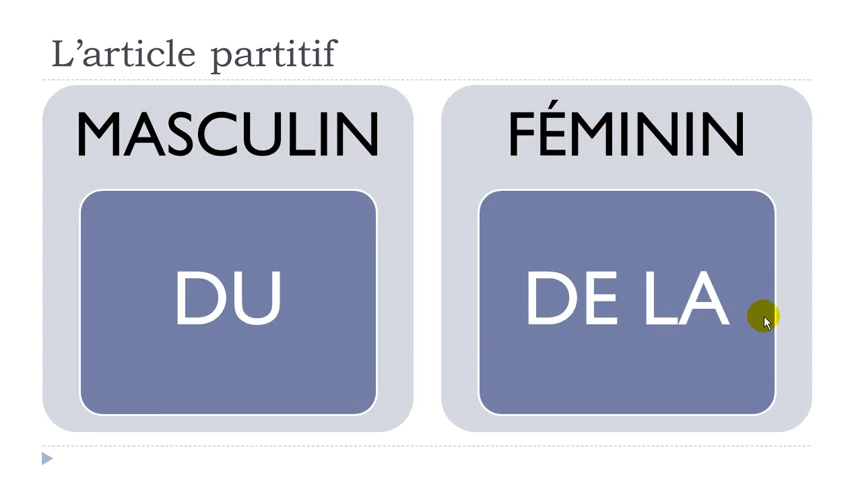 L’article partitif
MASCULIN
FÉMININ
DU
DE LA